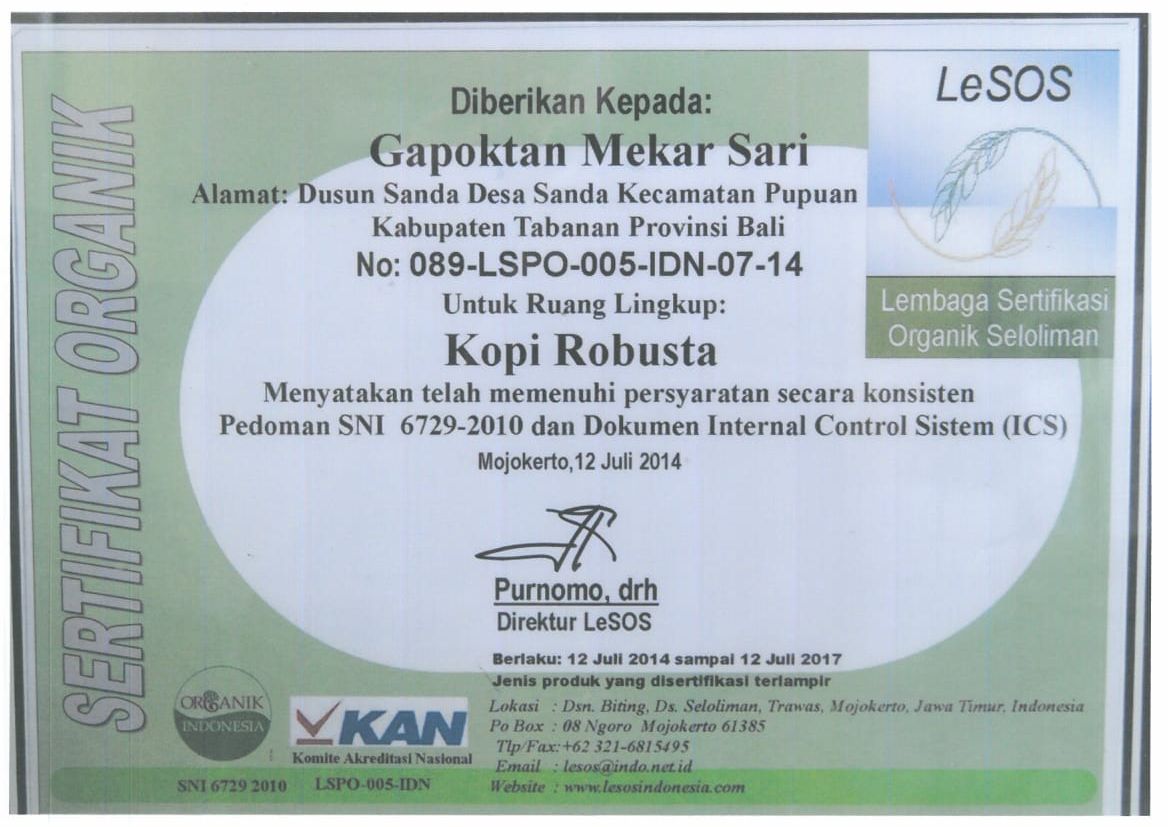 SERTIFIKAT ORGANIK
LeSOS
Lembaga Sertifikasi
Organik Seloliman
Diberikan Kepada:
Gapoktan Mekar Sari
Alamat: Dusun Sanda Desa Sanda Kecamatan Pupuan
Kabupaten Tabanan Provinsi Bali
No: 089-LSPO-005-IDN-07-14
Untuk Ruang Lingkup:
Kopi Robusta
Menyatakan telah memenuhi persyaratan secara konsisten
Pedoman SNI 6729-2010 dan Dokumen Internal Control Sistem (ICS)
Mojokerto,12 Juli 2014
Purnomo, drh
Direktur LeSOS
Berlaku: 12 Juli 2014 sampai 12 Juli 2017
Jenis produk yang disertifikasi terlampir
Lokasi : Dsn. Biting, Ds. Seloliman, Trawas, Mojokerto, Jawa Timur, Indonesia
Po Box : 08 Ngoro Mojokerto 61385
Tlp/Fax:+62 321-6815495
Email : lesos@indo.net.id
Website : www.lesosindonesia.com
ORGANIK
INDONESIA
SNI 6729 2010
KAN
Komite Akreditasi Nasional
LSPO-005-IDN